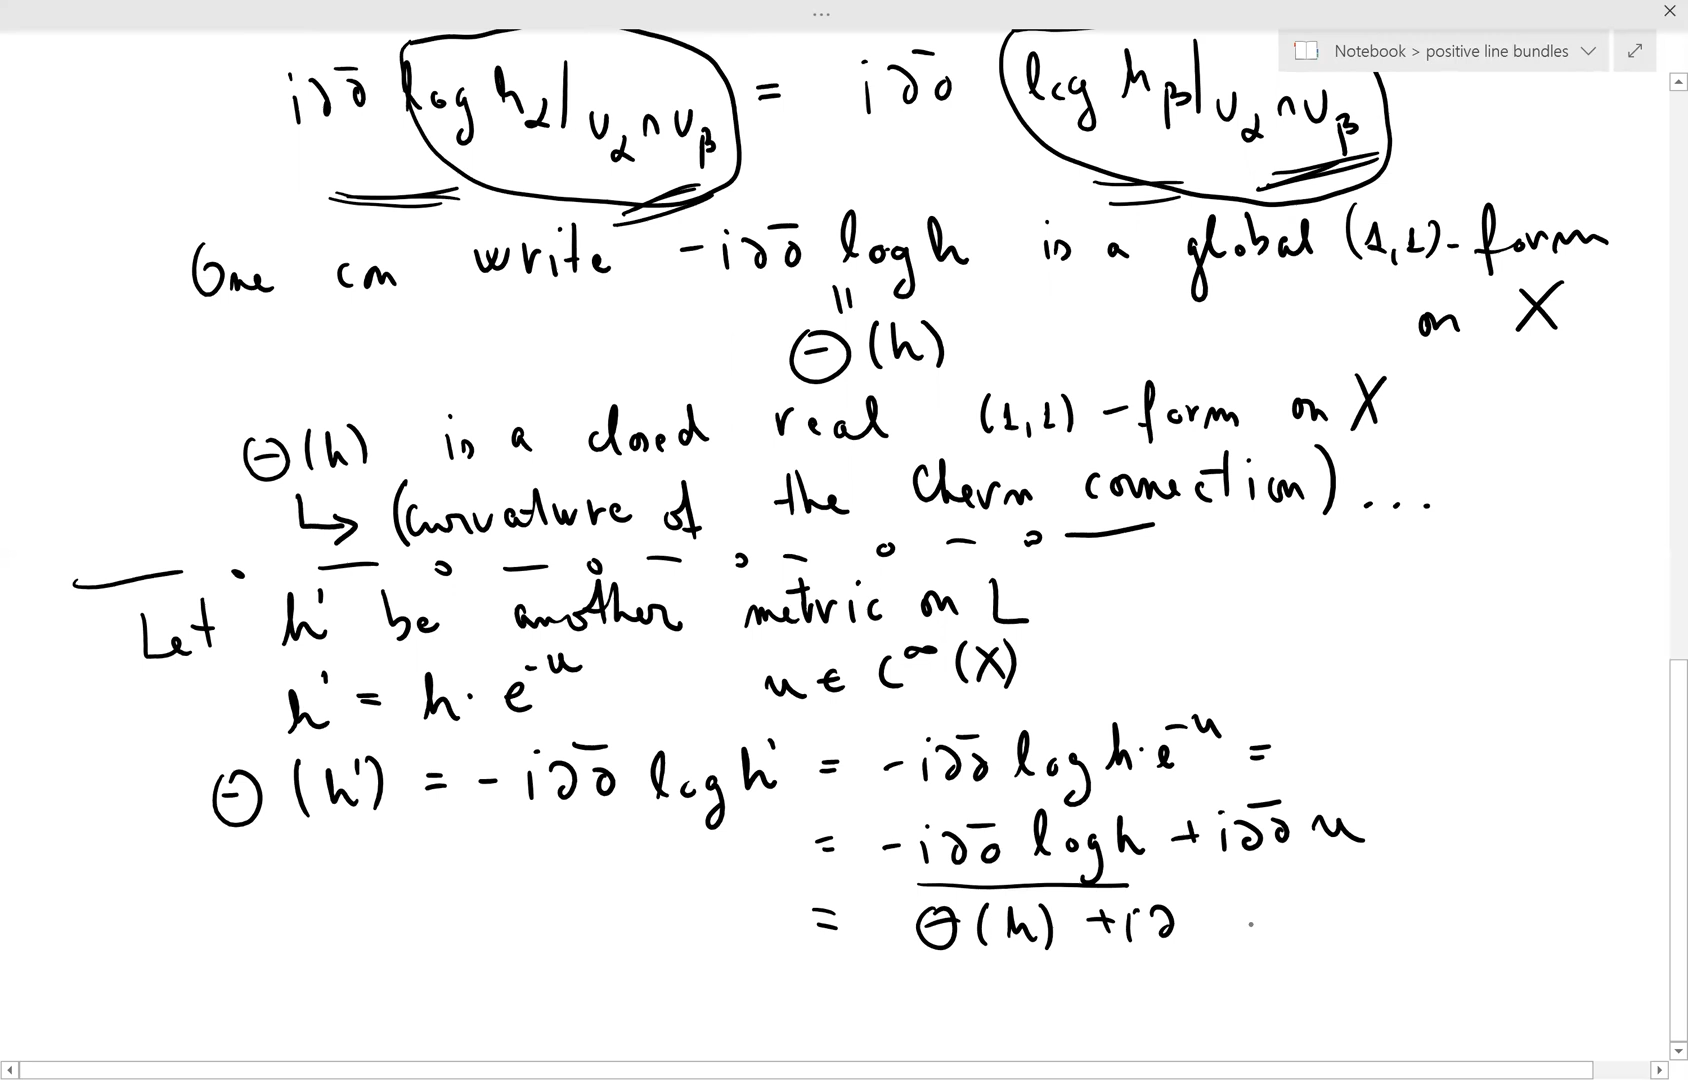 ...
Notebook > positive line bundles
i∂∂̄ log h_α|_{U_α ∩ U_β} = i∂∂̄ log h_β|_{U_α ∩ U_β}
One can write -i∂∂̄ log h is a global (1,1)-form
on X
||
Θ(h)
Θ(h) is a closed real (1,1)-form on X
↳ (curvature of the Chern connection)....
Let h' be another metric on L
h' = h · e^{-u} u ∈ C^∞(X)
Θ(h') = -i∂∂̄ log h' = -i∂∂̄ log h·e^{-u} =
= -i∂∂̄ log h + i∂∂̄ u
= Θ(h) + i∂